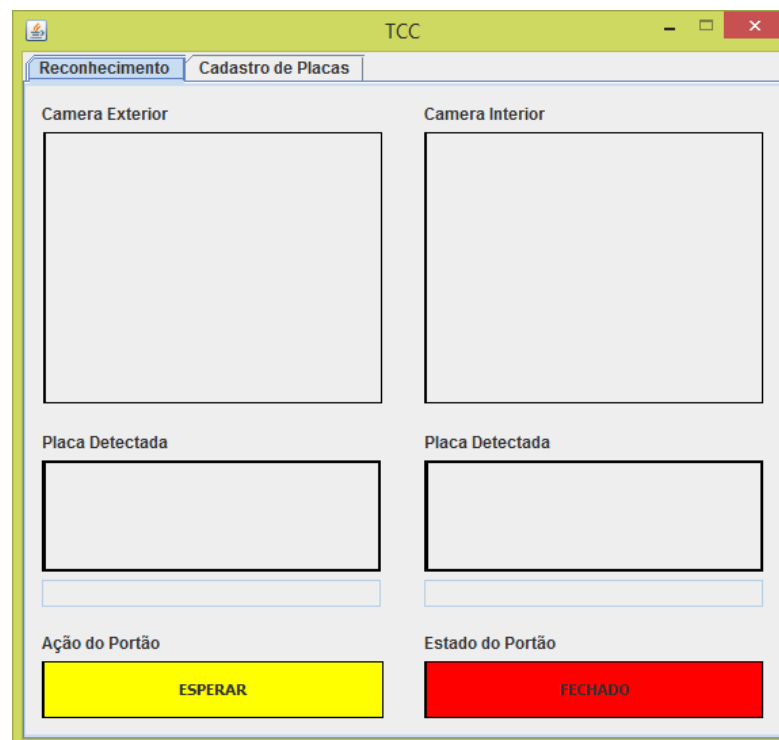 TCC
Reconhecimento Cadastro de Placas
Camera Exterior Camera Interior
Placa Detectada Placa Detectada
Ação do Portão Estado do Portão
ESPERAR FECHADO